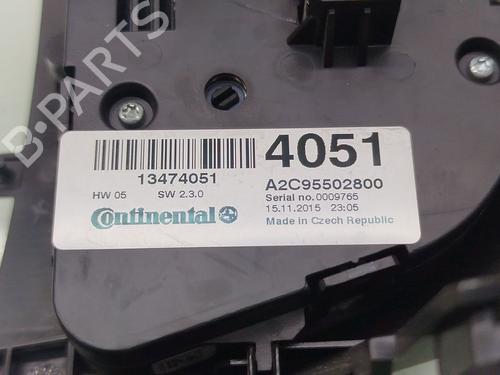 13474051
HW 05 SW 2.3.0
Continental
4051
A2C95502800
Serial no.0009765
15.11.2015 23:05
Made in Czech Republic
B-PARTS